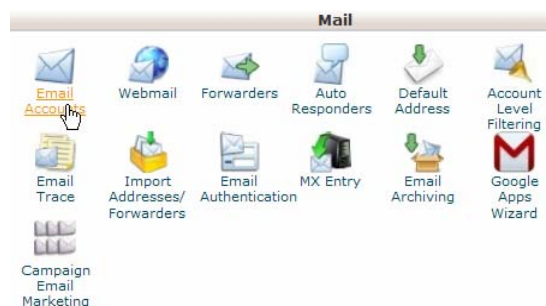 Mail
Email
Accounts
Webmail
Forwarders
Auto
Responders
Default
Address
Account
Level
Filtering
Email
Trace
Import
Addresses/
Forwarders
Email
Authentication
MX Entry
Email
Archiving
Google
Apps
Wizard
Campaign
Email
Marketing